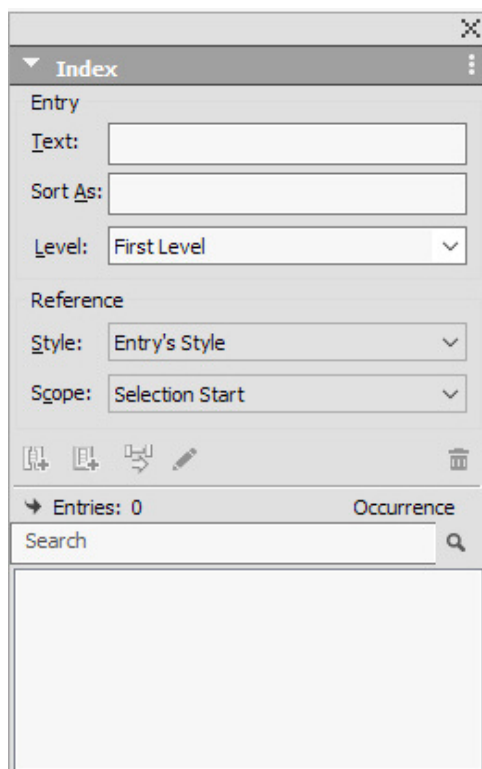 Index
Entry
Text:
Sort As:
Level: First Level
Reference
Style: Entry's Style
Scope: Selection Start
Entries: 0 Occurrence
Search